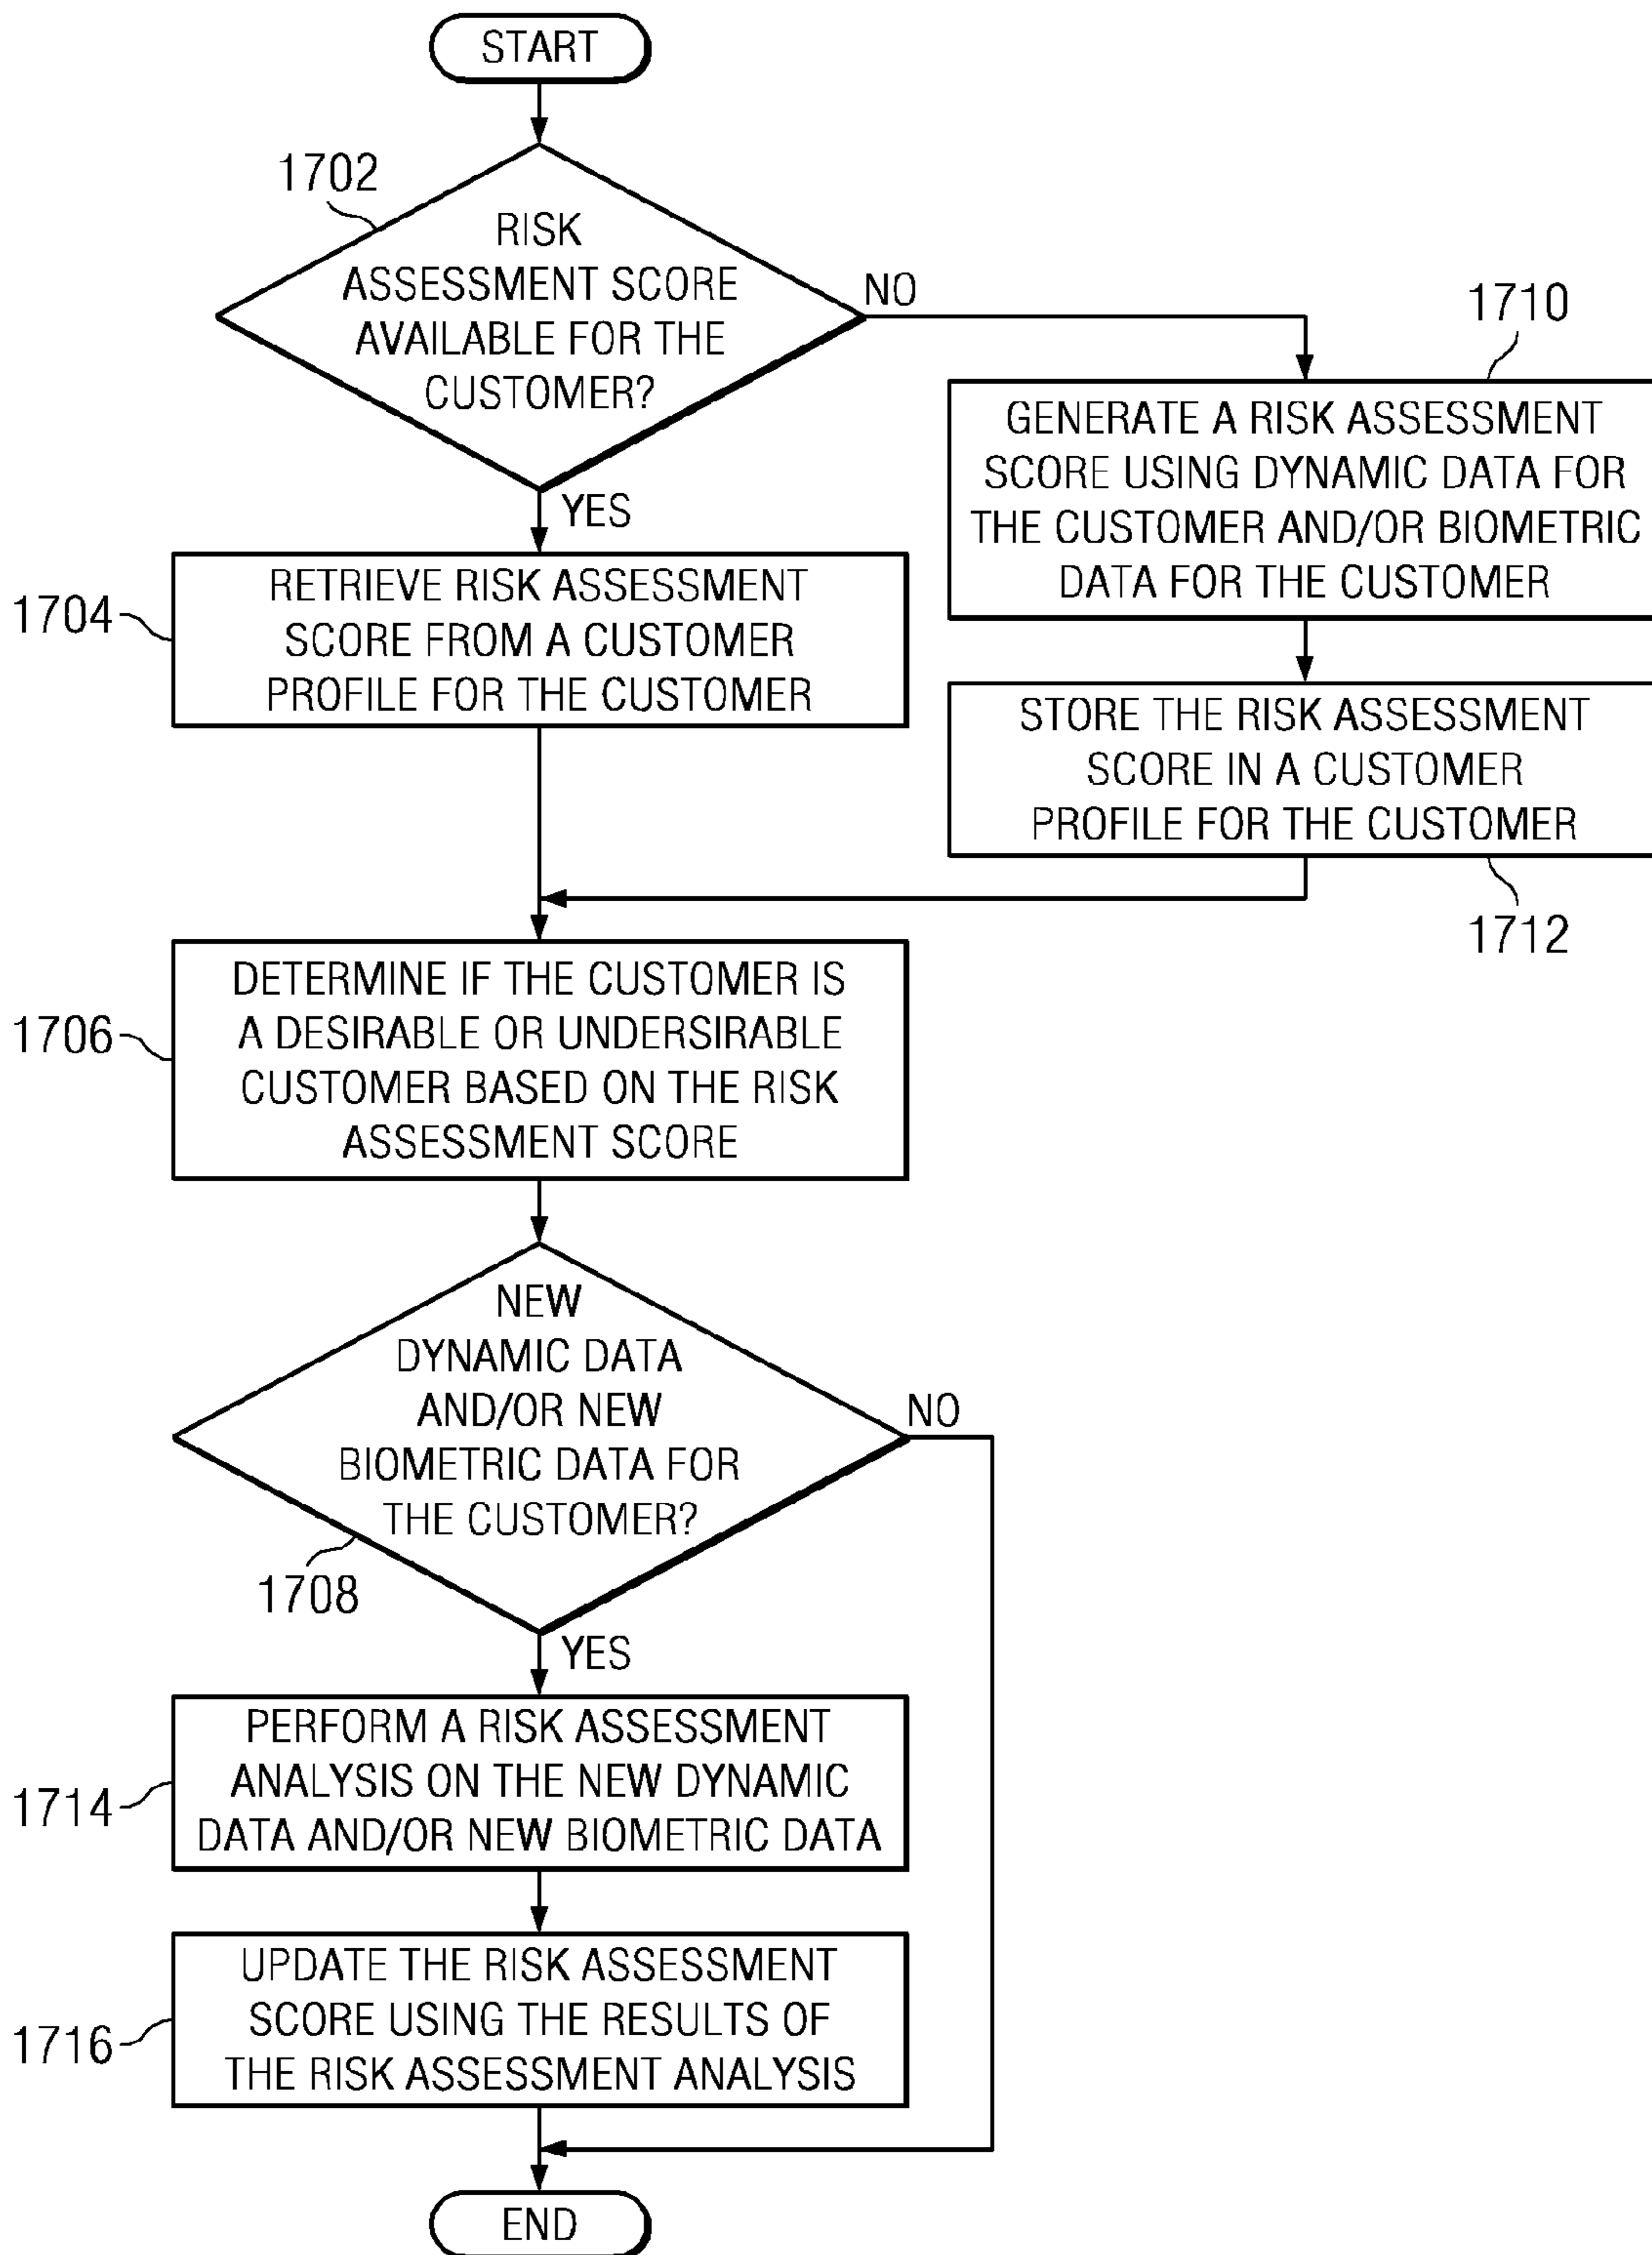 START
1702
RISK
ASSESSMENT SCORE
AVAILABLE FOR THE
CUSTOMER?
NO
YES
1710
GENERATE A RISK ASSESSMENT
SCORE USING DYNAMIC DATA FOR
THE CUSTOMER AND/OR BIOMETRIC
DATA FOR THE CUSTOMER
1704
RETRIEVE RISK ASSESSMENT
SCORE FROM A CUSTOMER
PROFILE FOR THE CUSTOMER
STORE THE RISK ASSESSMENT
SCORE IN A CUSTOMER
PROFILE FOR THE CUSTOMER
1712
1706
DETERMINE IF THE CUSTOMER IS
A DESIRABLE OR UNDERSIRABLE
CUSTOMER BASED ON THE RISK
ASSESSMENT SCORE
NEW
DYNAMIC DATA
AND/OR NEW
BIOMETRIC DATA FOR
THE CUSTOMER?
NO
1708
YES
1714
PERFORM A RISK ASSESSMENT
ANALYSIS ON THE NEW DYNAMIC
DATA AND/OR NEW BIOMETRIC DATA
1716
UPDATE THE RISK ASSESSMENT
SCORE USING THE RESULTS OF
THE RISK ASSESSMENT ANALYSIS
END